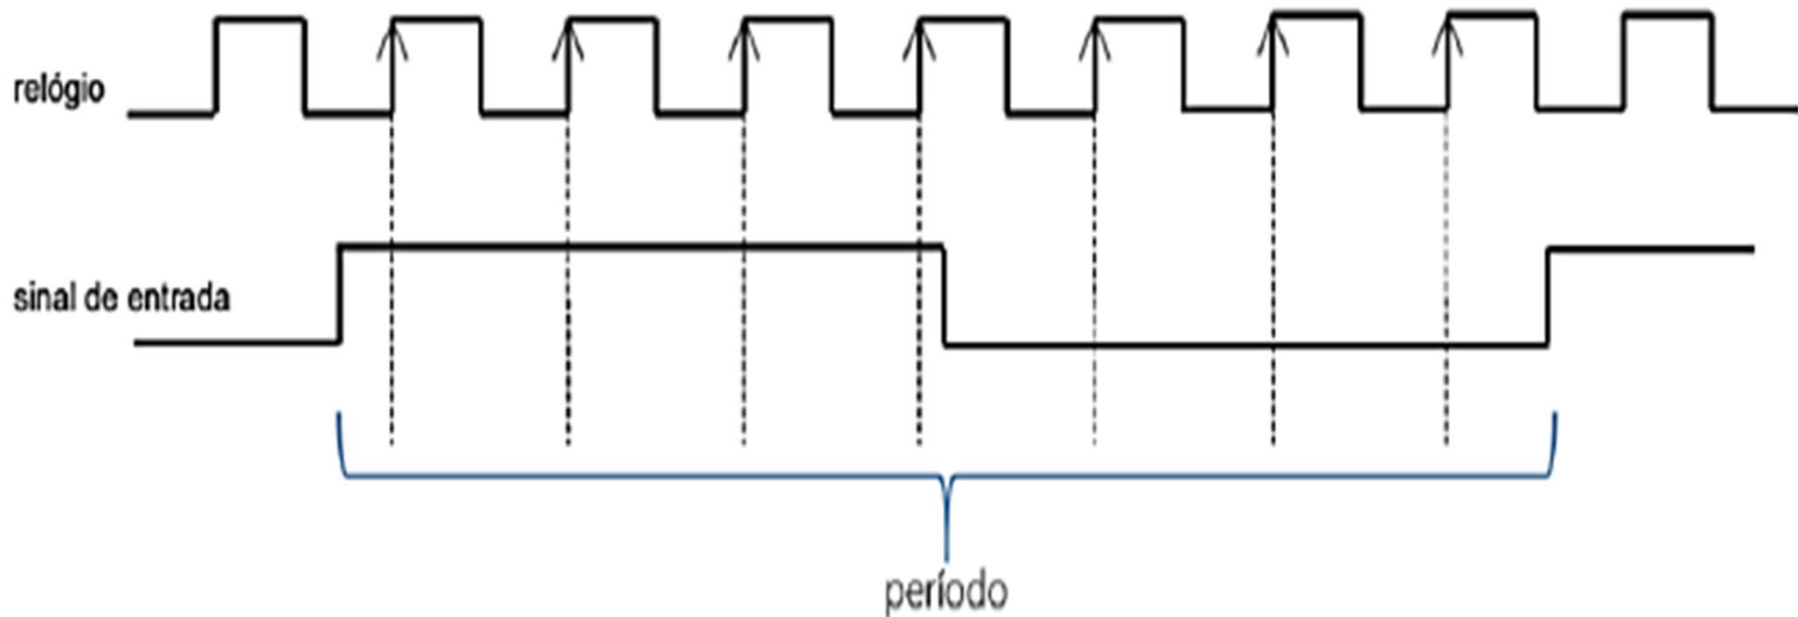 relógio
sinal de entrada
período